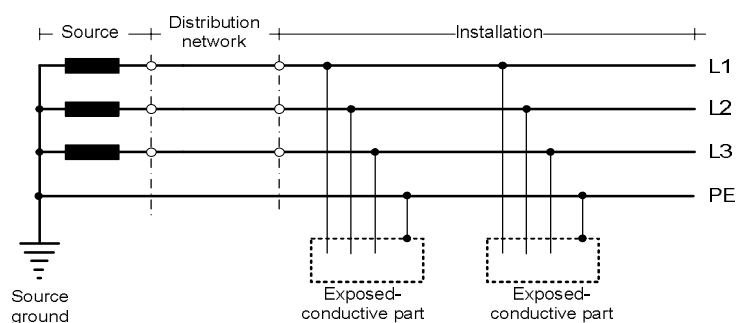 Source
Distribution
network
Installation
L1
L2
L3
PE
Source
ground
Exposed-
conductive part
Exposed-
conductive part